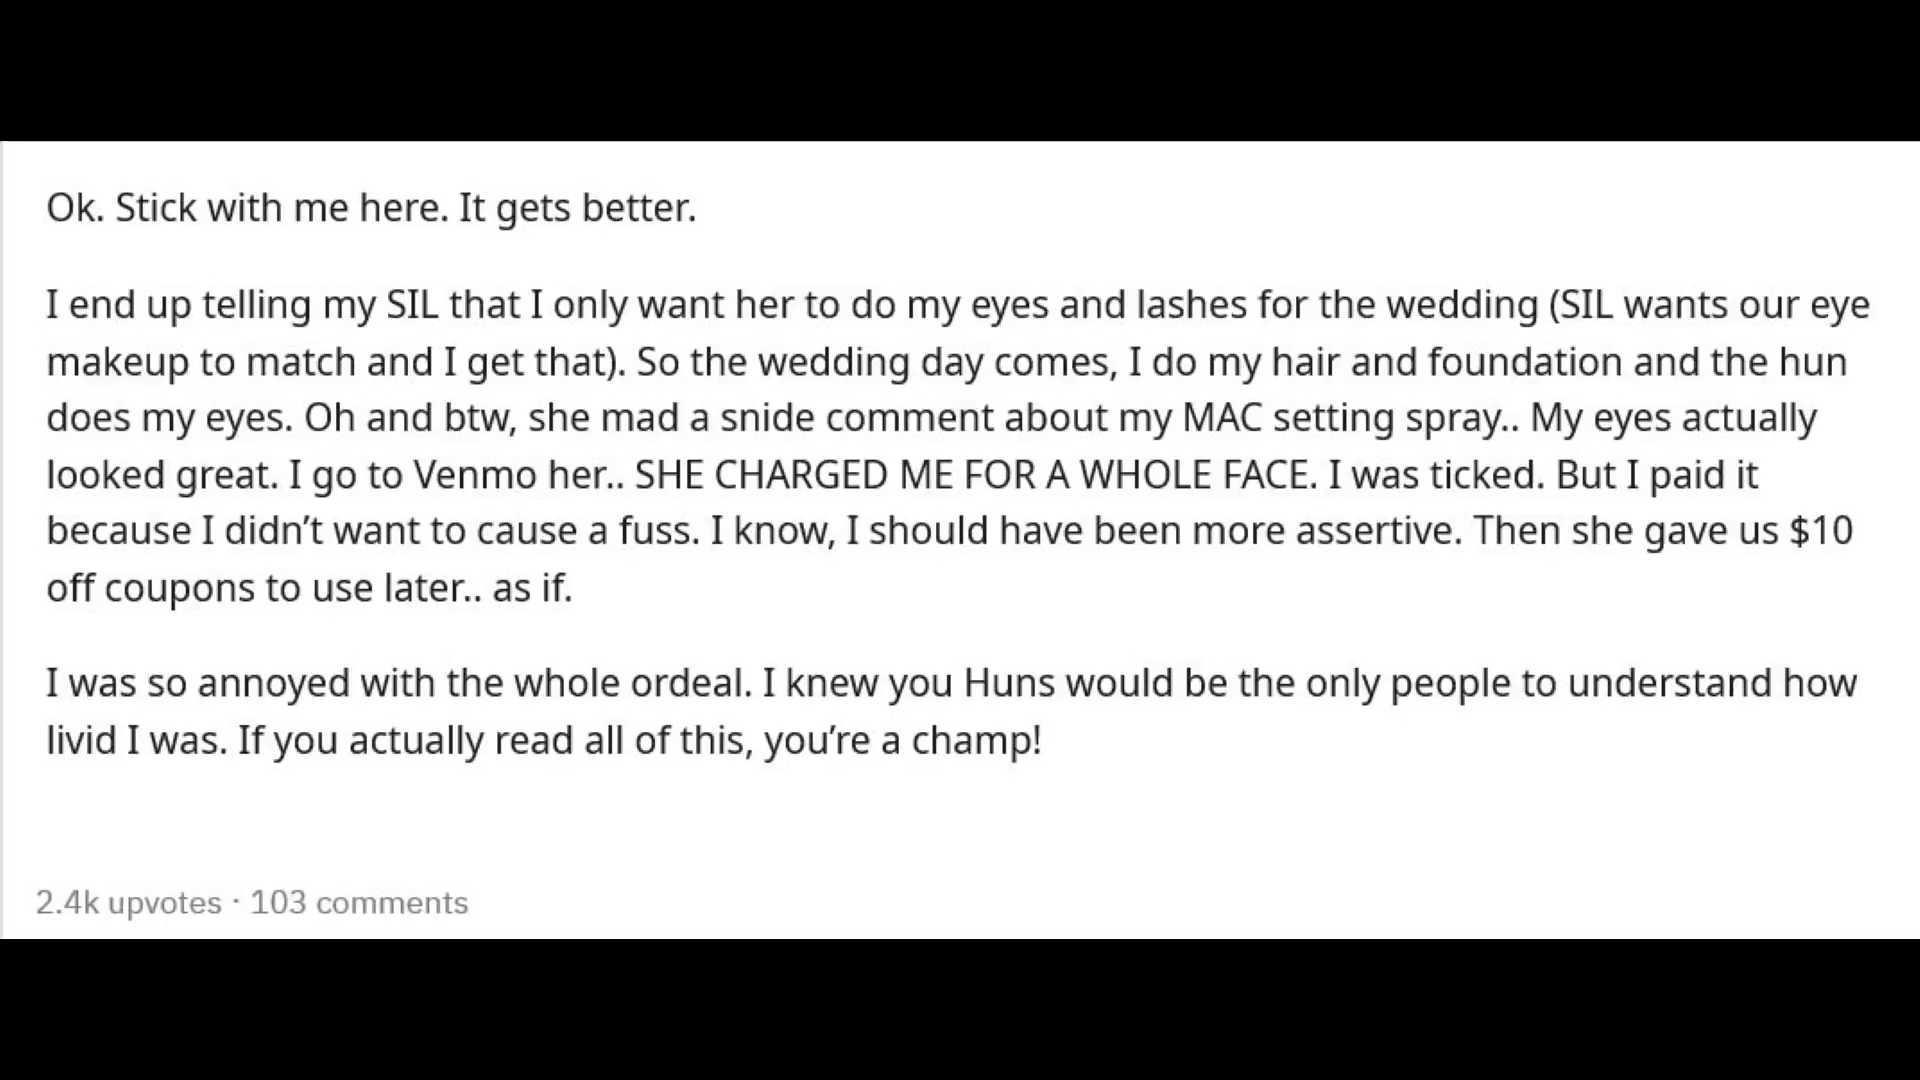 Ok. Stick with me here. It gets better.
I end up telling my SIL that I only want her to do my eyes and lashes for the wedding (SIL wants our eye
makeup to match and I get that). So the wedding day comes, I do my hair and foundation and the hun
does my eyes. Oh and btw, she mad a snide comment about my MAC setting spray.. My eyes actually
looked great. I go to Venmo her.. SHE CHARGED ME FOR A WHOLE FACE. I was ticked. But I paid it
because I didn’t want to cause a fuss. I know, I should have been more assertive. Then she gave us $10
off coupons to use later.. as if.
I was so annoyed with the whole ordeal. I knew you Huns would be the only people to understand how
livid I was. If you actually read all of this, you’re a champ!
2.4k upvotes · 103 comments